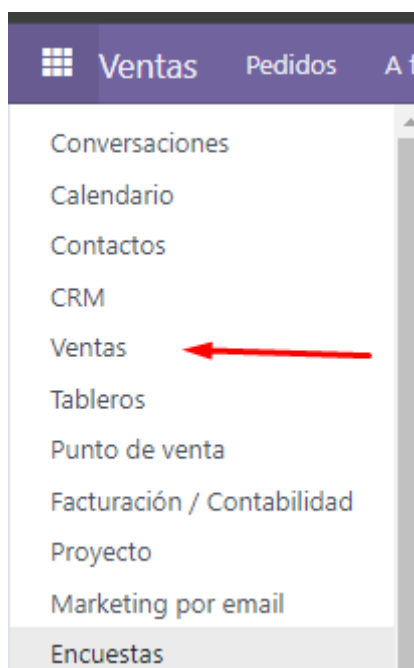 Ventas Pedidos A
Conversaciones
Calendario
Contactos
CRM
Ventas
Tableros
Punto de venta
Facturación / Contabilidad
Proyecto
Marketing por email
Encuestas